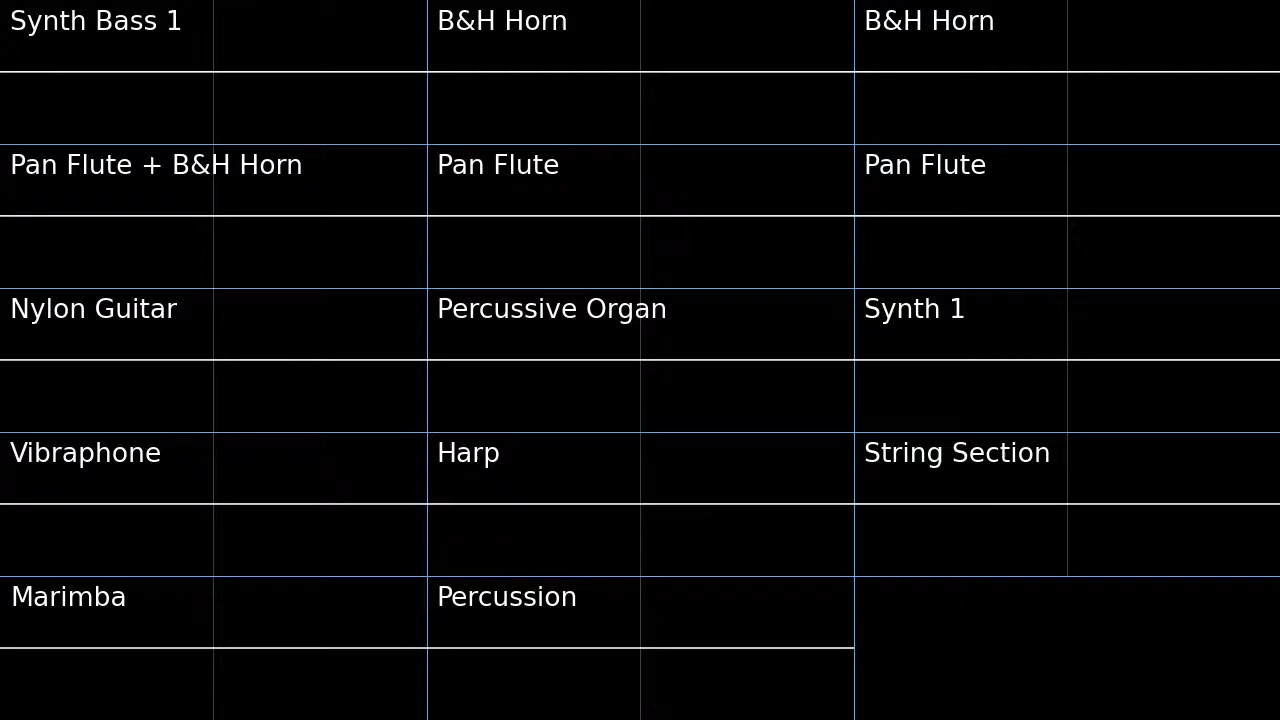 Synth Bass 1
B&H Horn
B&H Horn
Pan Flute + B&H Horn
Pan Flute
Pan Flute
Nylon Guitar
Percussive Organ
Synth 1
Vibraphone
Harp
String Section
Marimba
Percussion